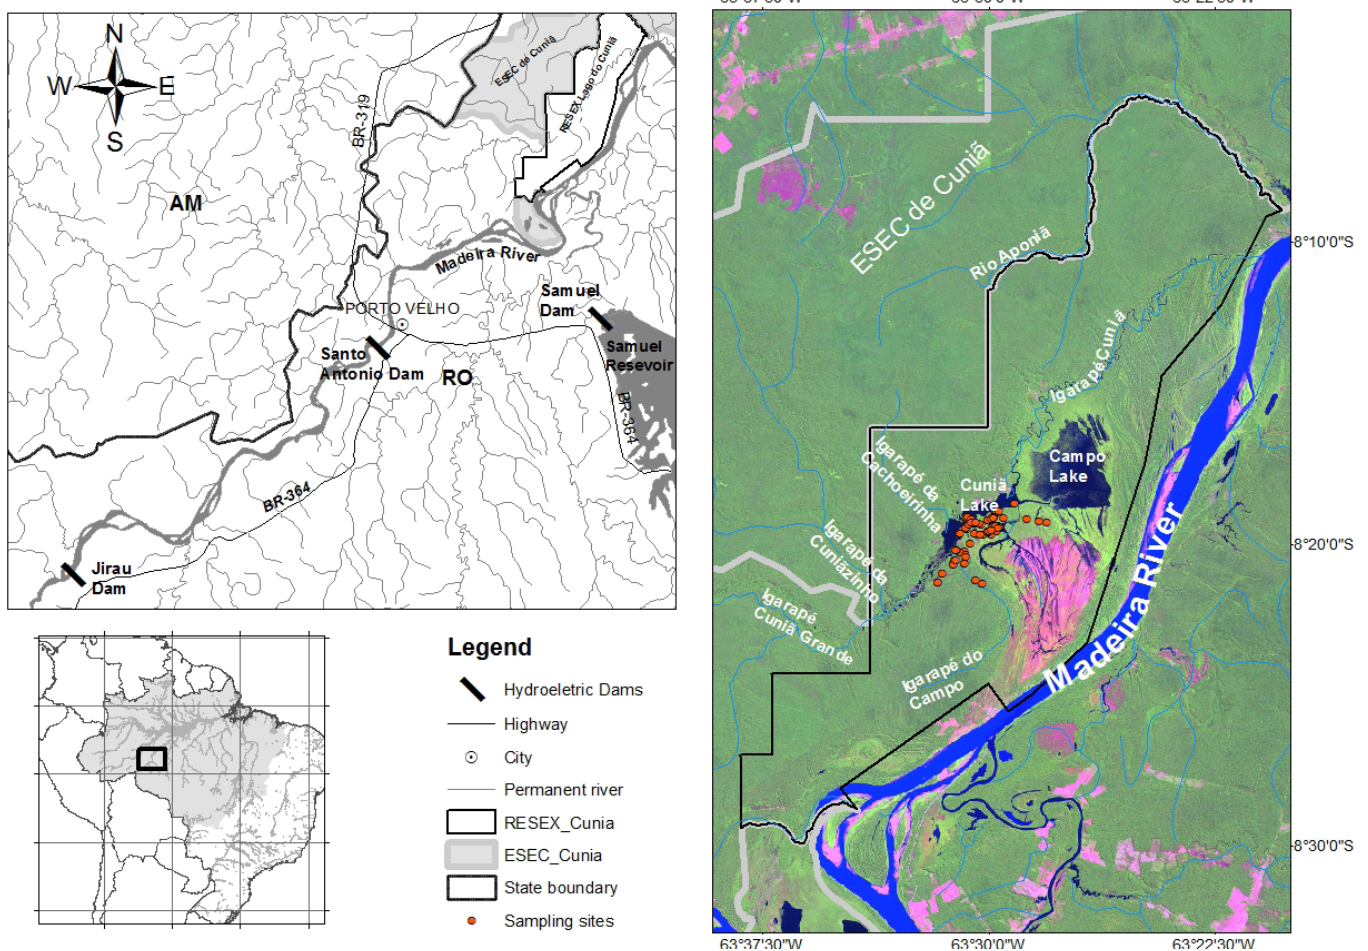 N
W
E
S
AM
BR-319
ESEC de Cuniã
RESEX Lago do Cuniã
Madeira River
PORTO VELHO
Samuel
Dam
Santo
Antonio Dam
RO
Samuel
Resevoir
BR-364
BR-364
Jirau
Dam
Legend
Hydroeletric Dams
Highway
City
Permanent river
RESEX_Cunia
ESEC_Cunia
State boundary
Sampling sites
ESEC de Cuniã
Rio Aponiã
Igarapé Cuniã
Campo
Lake
Cuniã
Lake
Igarapé da
Cachoeirinha
Igarapé da
Cuniãzinho
Igarapé
Cuniã Grande
Igarapé do
Campo
Madeira River
8°10'0"S
8°20'0"S
8°30'0"S
63°37'30"W
63°30'0"W
63°22'30"W